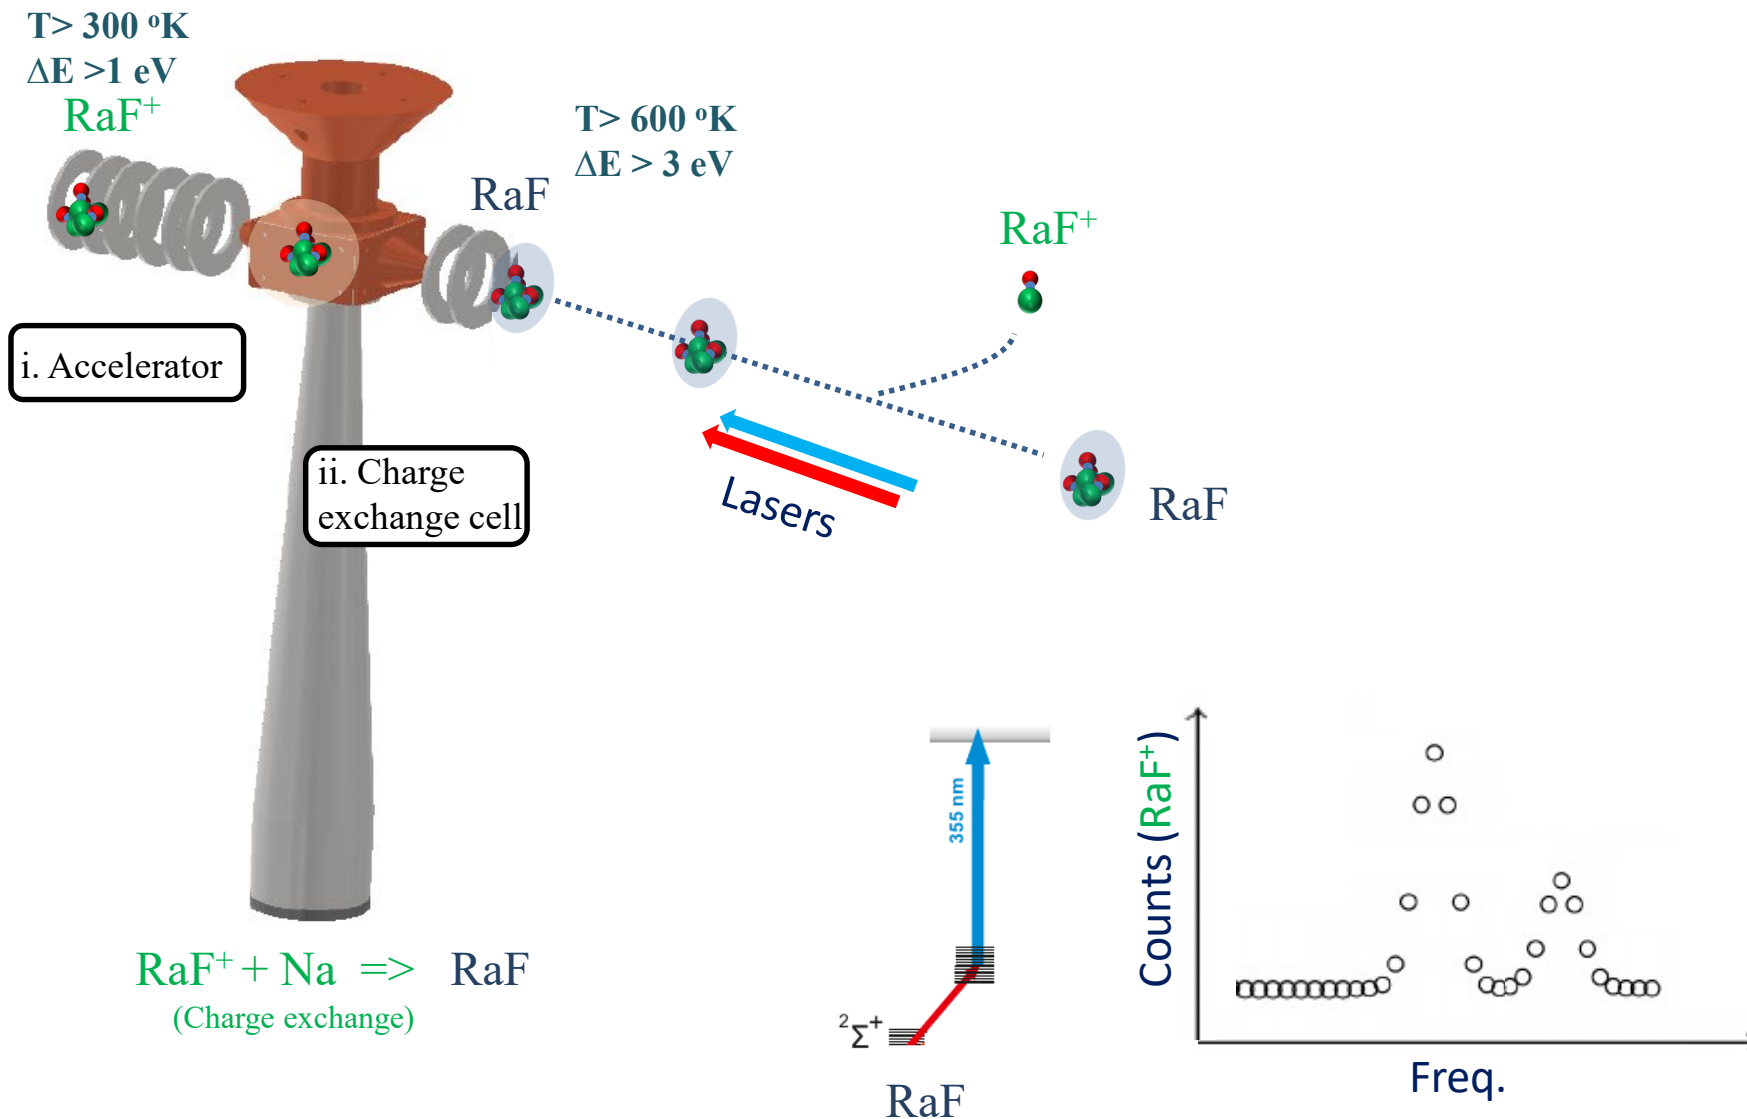 T> 300 ºK
ΔE >1 eV
RaF⁺
T> 600 ºK
ΔE > 3 eV
RaF
RaF⁺
i. Accelerator
ii. Charge
exchange cell
Lasers
RaF
RaF⁺ + Na => RaF
(Charge exchange)
355 nm
²Σ⁺
RaF
Counts (RaF⁺)
Freq.